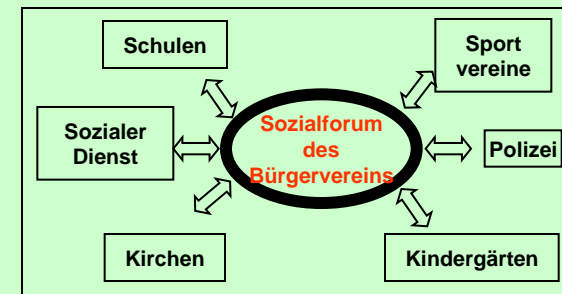 Schulen
Sport
vereine
Sozialer
Dienst
Sozialforum
des
Bürgervereins
Polizei
Kirchen
Kindergärten